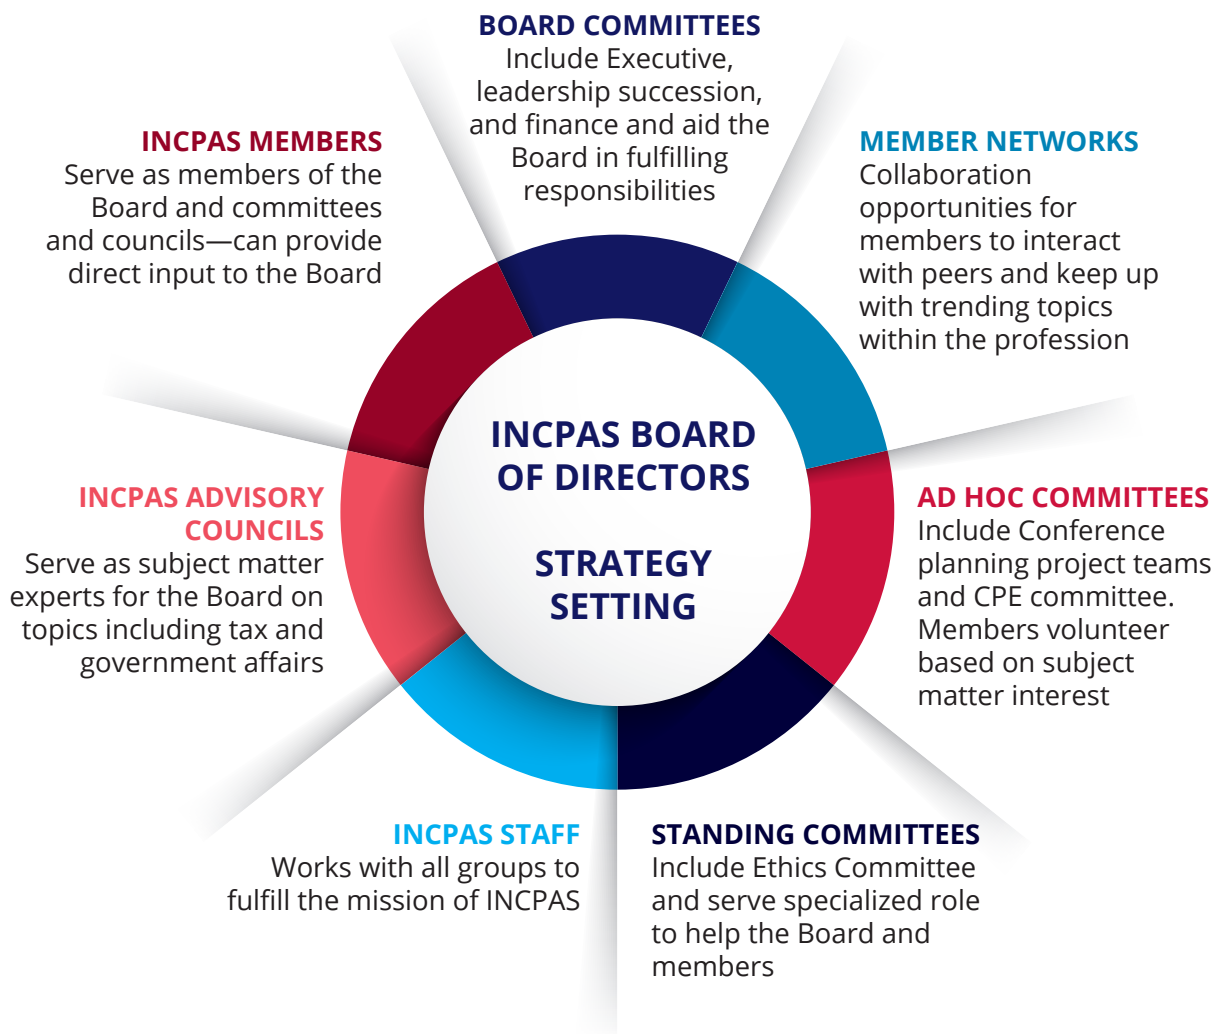 BOARD COMMITTEES
Include Executive,
leadership succession,
and finance and aid the
Board in fulfilling
responsibilities
INCPAS MEMBERS
Serve as members of the
Board and committees
and councils—can provide
direct input to the Board
MEMBER NETWORKS
Collaboration
opportunities for
members to interact
with peers and keep up
with trending topics
within the profession
INCPAS BOARD
OF DIRECTORS
STRATEGY
SETTING
INCPAS ADVISORY
COUNCILS
Serve as subject matter
experts for the Board on
topics including tax and
government affairs
AD HOC COMMITTEES
Include Conference
planning project teams
and CPE committee.
Members volunteer
based on subject
matter interest
INCPAS STAFF
Works with all groups to
fulfill the mission of INCPAS
STANDING COMMITTEES
Include Ethics Committee
and serve specialized role
to help the Board and
members